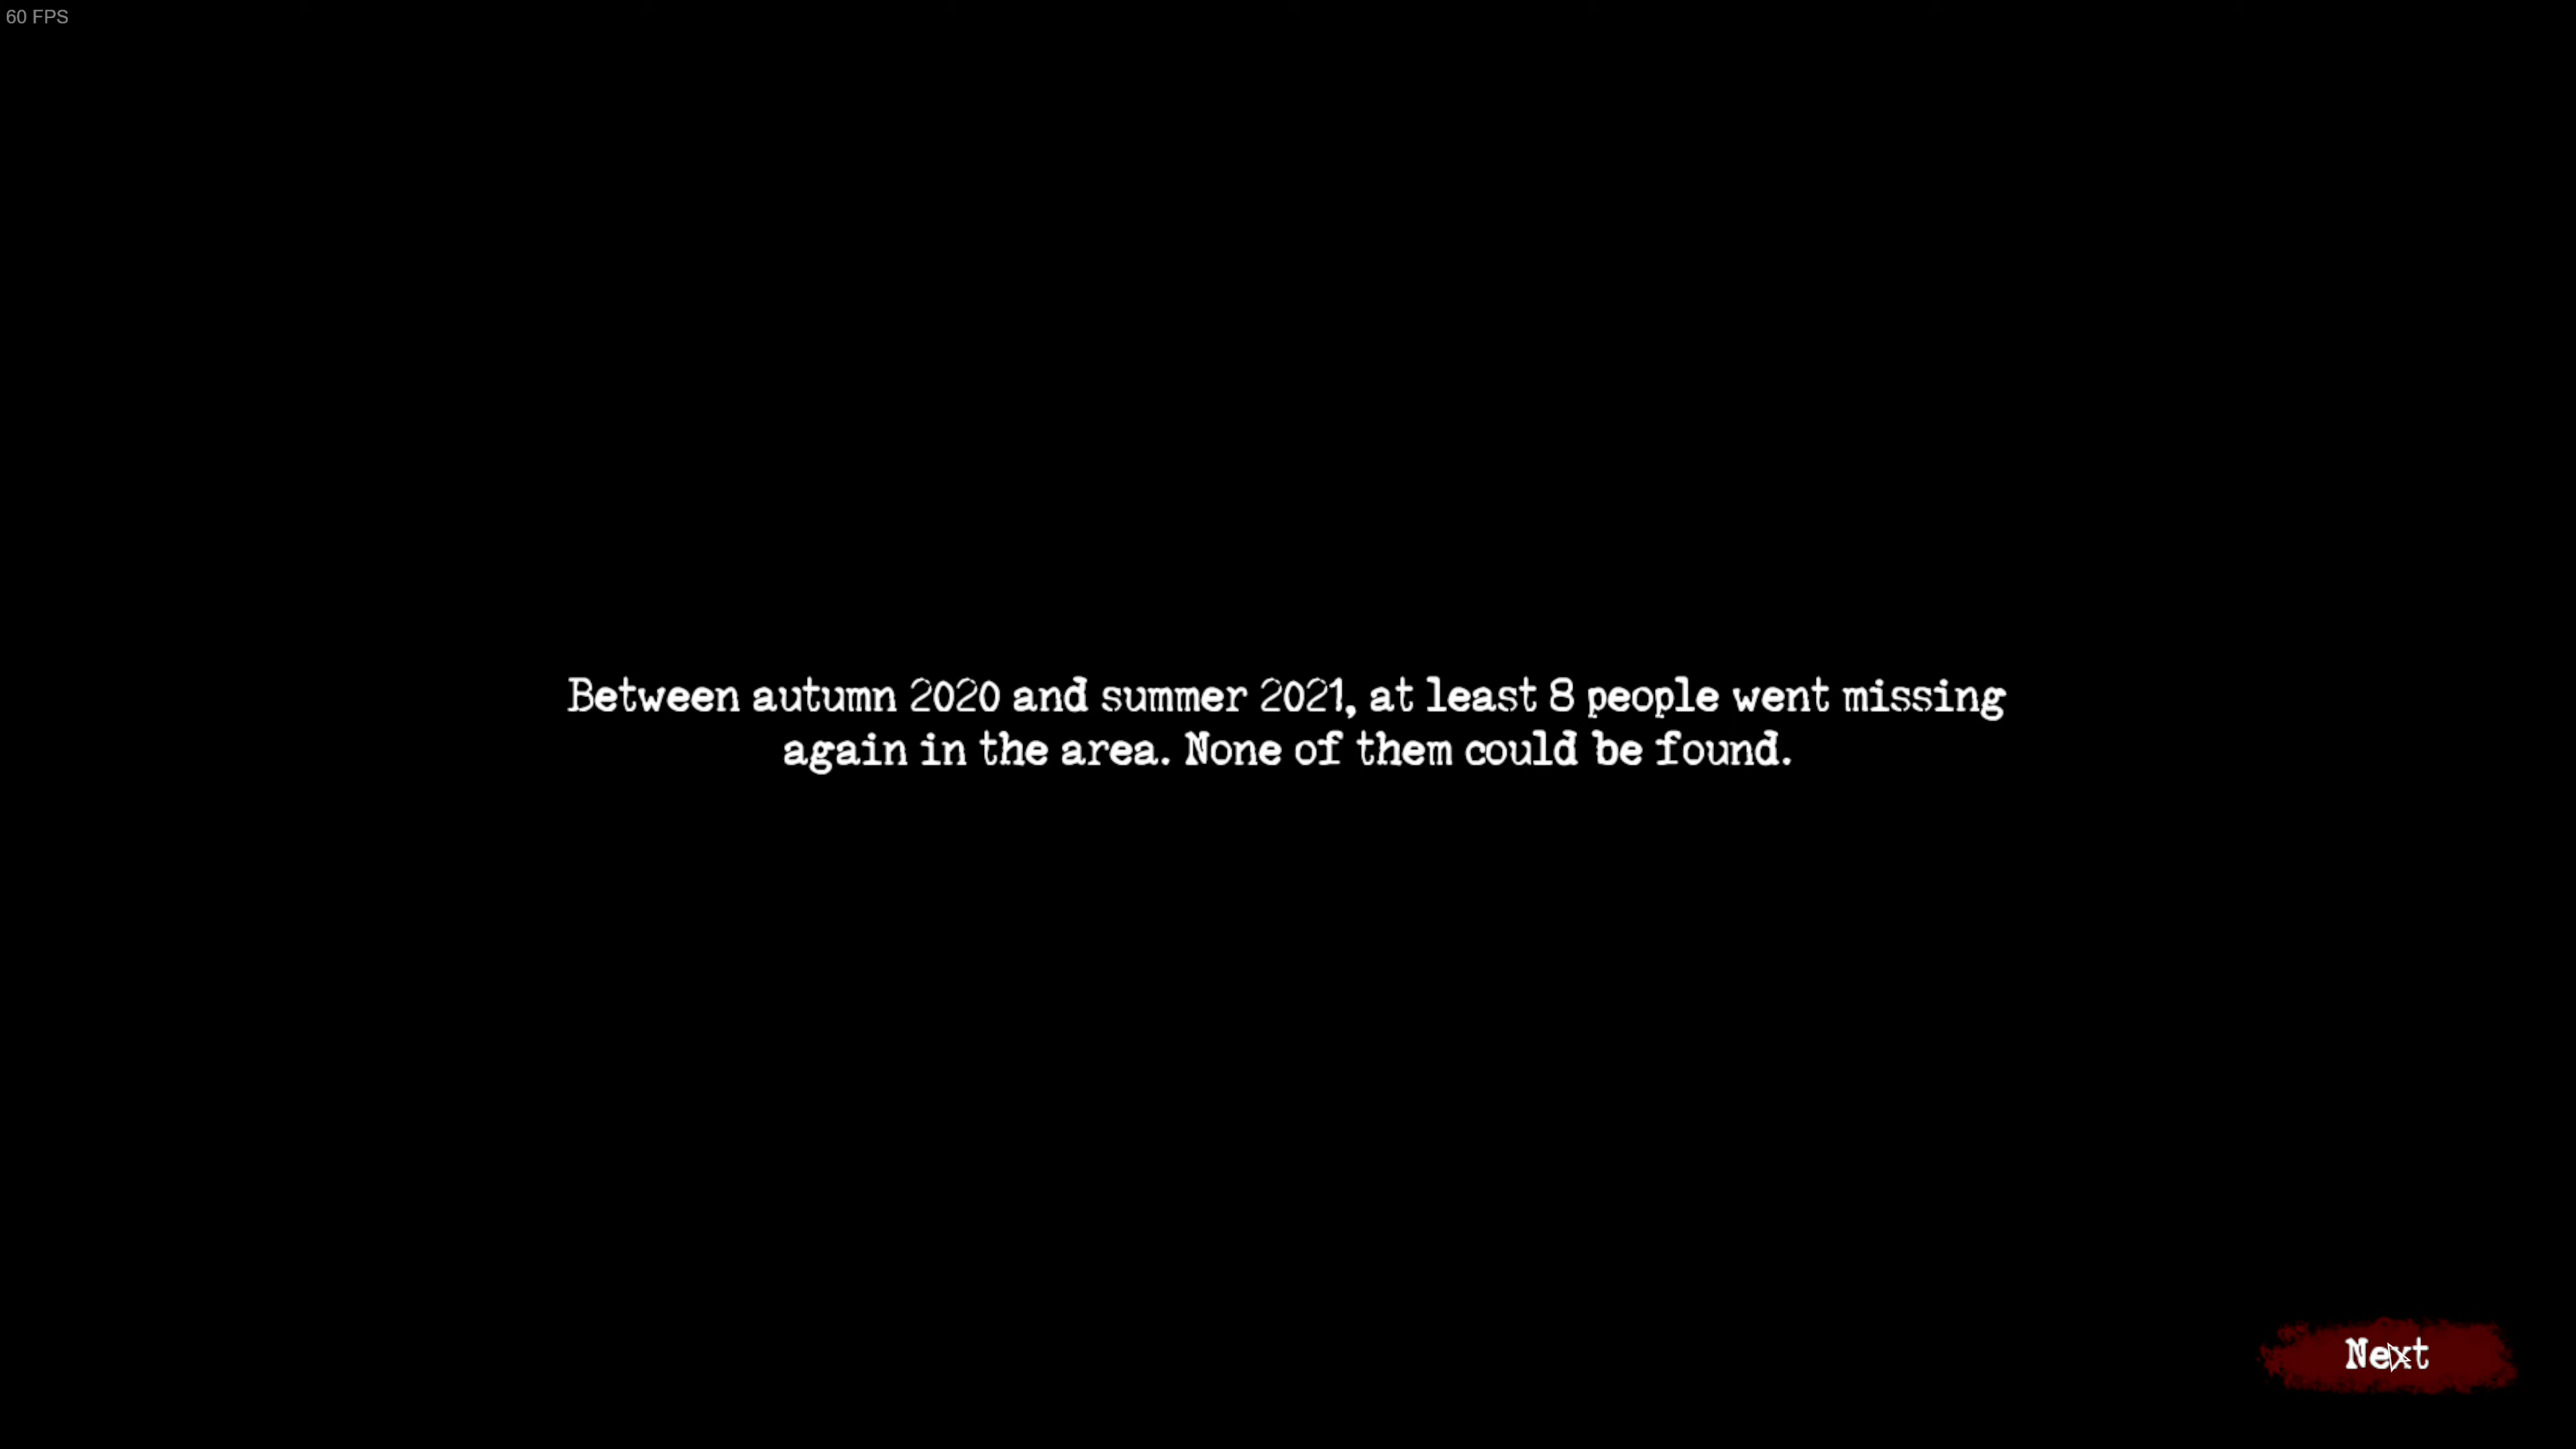 60 FPS
Between autumn 2020 and summer 2021, at least 8 people went missing
again in the area. None of them could be found.
Next